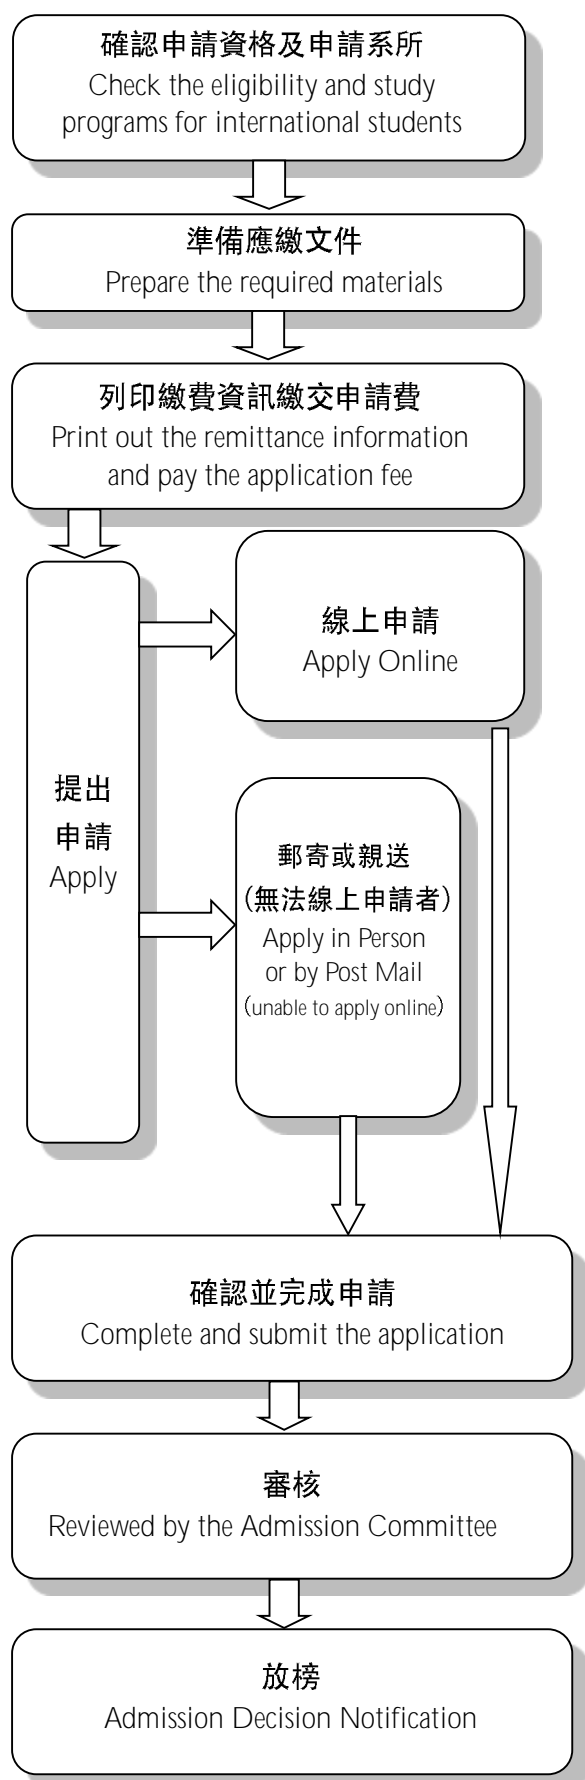 確認申請資格及申請系所
Check the eligibility and study
programs for international students
準備應繳文件
Prepare the required materials
列印繳費資訊繳交申請費
Print out the remittance information
and pay the application fee
提出
申請
Apply
線上申請
Apply Online
郵寄或親送
(無法線上申請者)
Apply in Person
or by Post Mail
(unable to apply online)
確認並完成申請
Complete and submit the application
審核
Reviewed by the Admission Committee
放榜
Admission Decision Notification